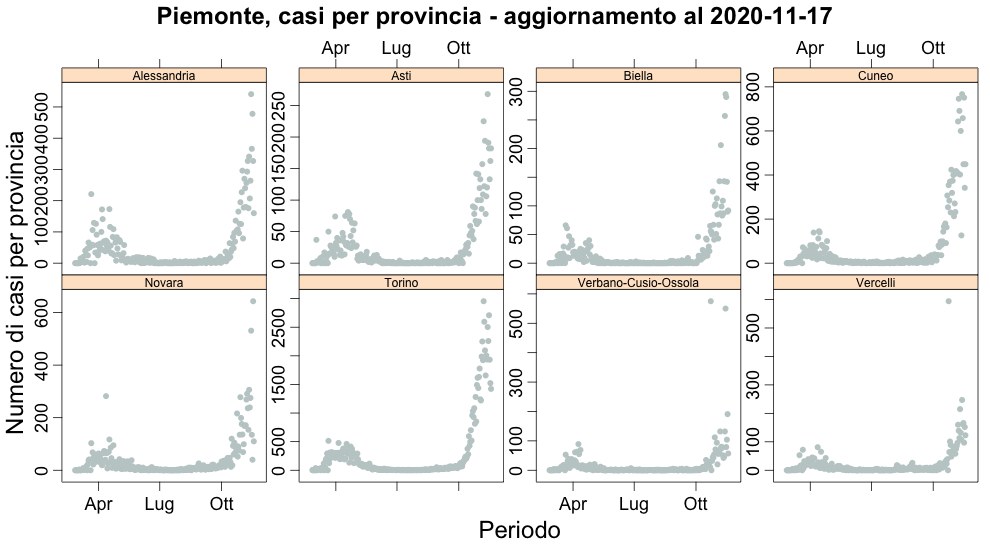 Piemonte, casi per provincia - aggiornamento al 2020-11-17
Numero di casi per provincia
Apr Lug Ott
Apr Lug Ott
Alessandria
0 100 200 300 400 500
Asti
0 50 100 150 200 250
Biella
0 50 100 200 300
Cuneo
0 200 400 600 800
Novara
0 200 400 600
Torino
0 500 1500 2500
Verbano-Cusio-Ossola
0 100 300 500
Vercelli
0 100 300 500
Apr Lug Ott
Apr Lug Ott
Periodo